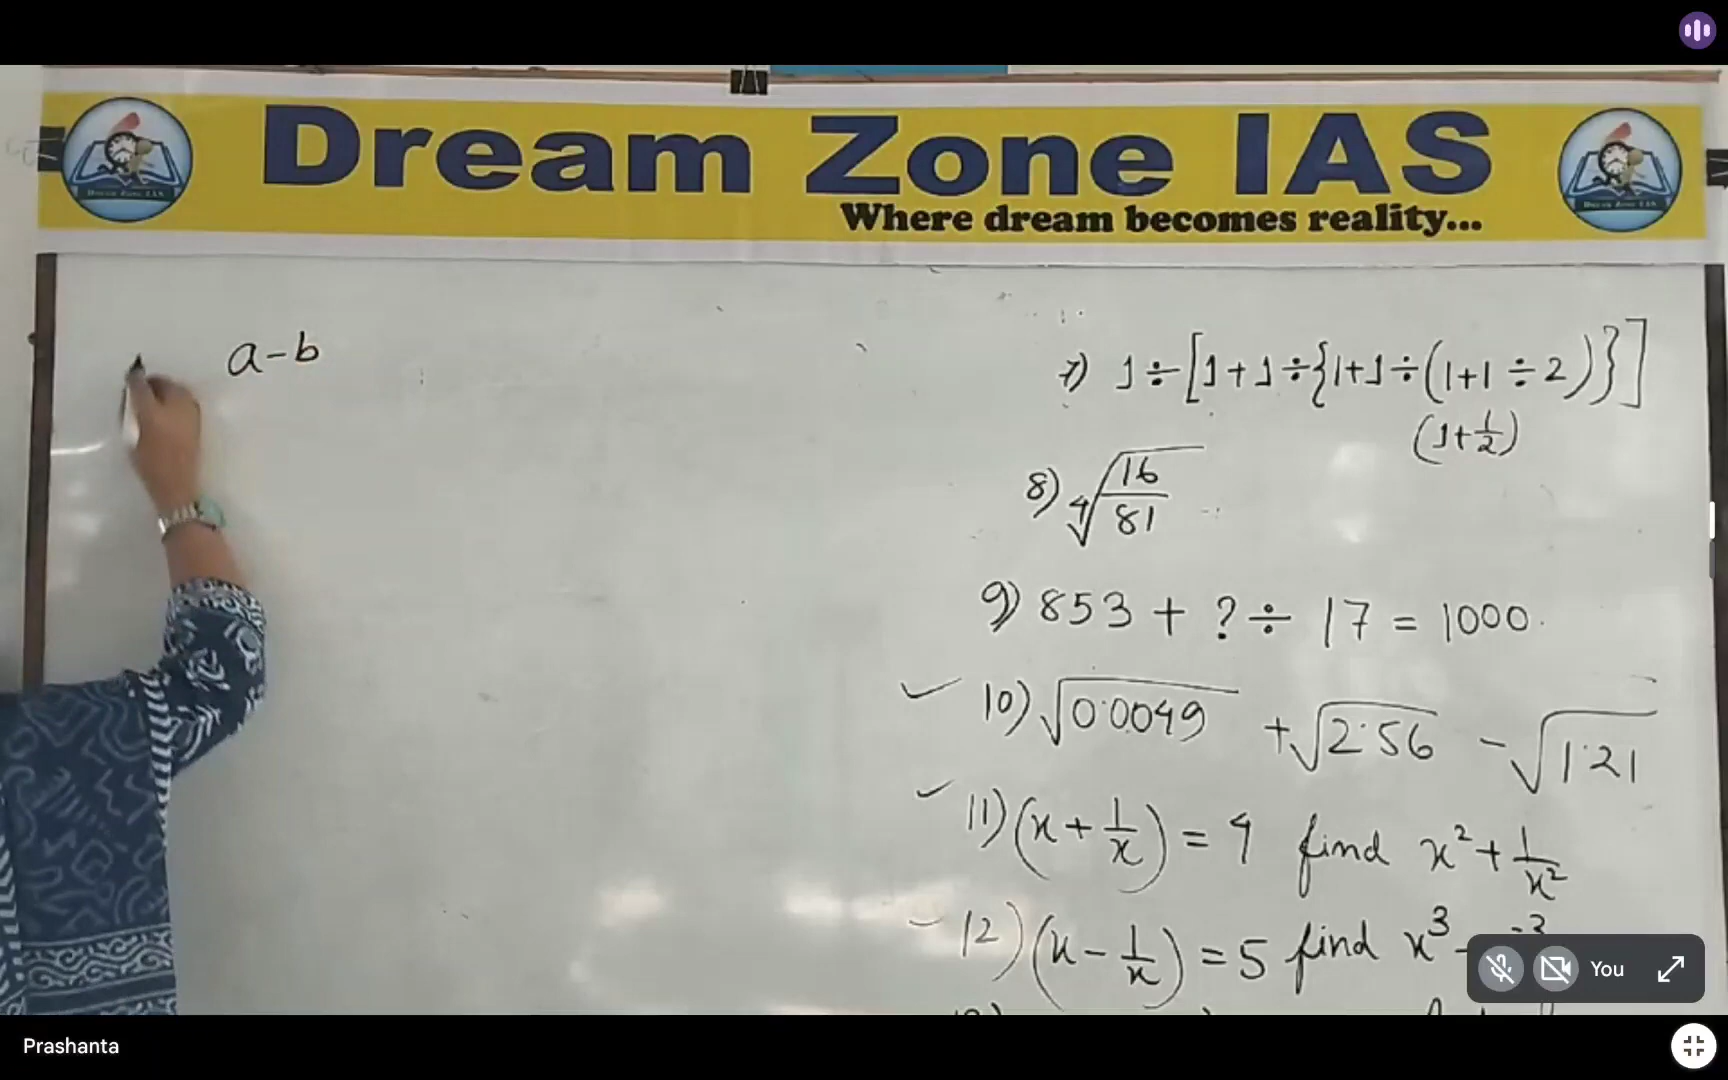 Dream Zone IAS
Where dream becomes reality...
a-b
7) 1÷[1+1÷{1+1÷(1+1÷2)}]
(1+1/2)
8) ∜(16/81)
9) 853 + ? ÷ 17 = 1000.
✓ 10) √0.0049 + √2.56 - √1.21
✓ 11) (x + 1/x) = 4 find x² + 1/x²
- 12) (x - 1/x) = 5 find x³ - 
You
Prashanta